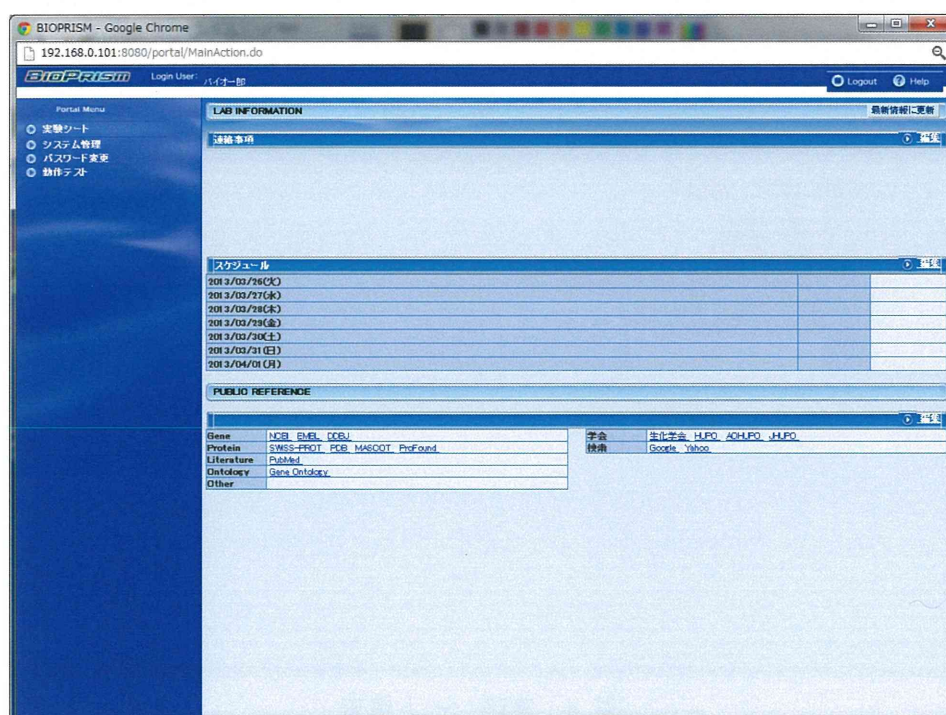 BIOPRISM - Google Chrome
192.168.0.101:8080/portal/MainAction.do
BIOPRISM Login User: バイオ一郎 Logout Help
Portal Menu
実験シート
システム管理
パスワード変更
動作テスト
LAB INFORMATION 最新情報に更新
連絡事項 編集
スケジュール 編集
2013/03/26(火)
2013/03/27(水)
2013/03/28(木)
2013/03/29(金)
2013/03/30(土)
2013/03/31(日)
2013/04/01(月)
PUBLIC REFERENCE
編集
Gene NCBI EMBL DDBJ
Protein SWISS-PROT PDB MASCOT ProFound
Literature PubMed
Ontology Gene Ontology
Other
学会 生化学会 HUPO AOHUPO JHUPO
検索 Google Yahoo